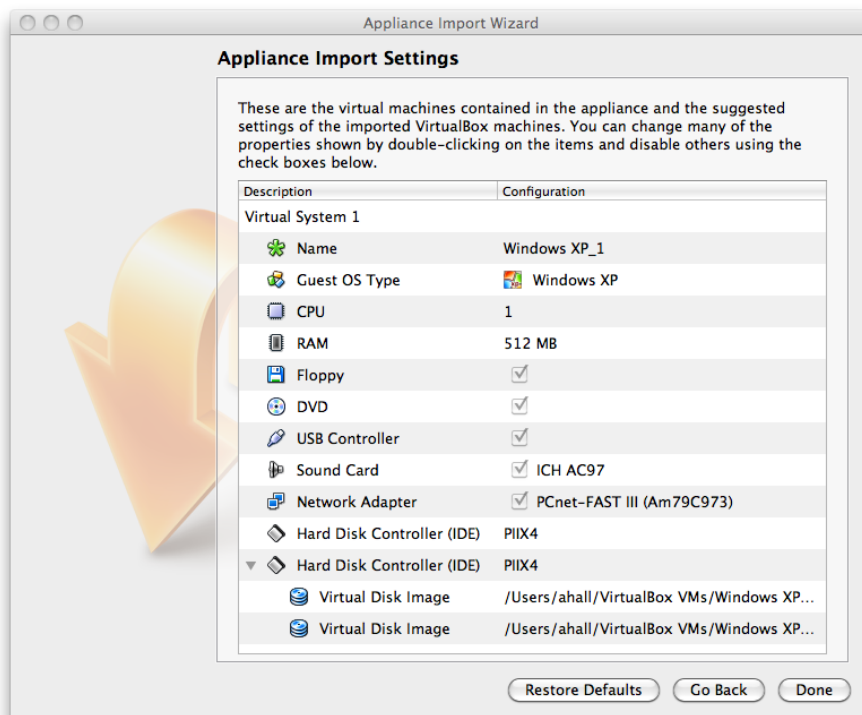 Appliance Import Wizard
Appliance Import Settings
These are the virtual machines contained in the appliance and the suggested
settings of the imported VirtualBox machines. You can change many of the
properties shown by double-clicking on the items and disable others using the
check boxes below.
Description Configuration
Virtual System 1
Name Windows XP_1
Guest OS Type Windows XP
CPU 1
RAM 512 MB
Floppy
DVD
USB Controller
Sound Card ICH AC97
Network Adapter PCnet-FAST III (Am79C973)
Hard Disk Controller (IDE) PIIX4
Hard Disk Controller (IDE) PIIX4
Virtual Disk Image /Users/ahall/VirtualBox VMs/Windows XP...
Virtual Disk Image /Users/ahall/VirtualBox VMs/Windows XP...
Restore Defaults Go Back Done